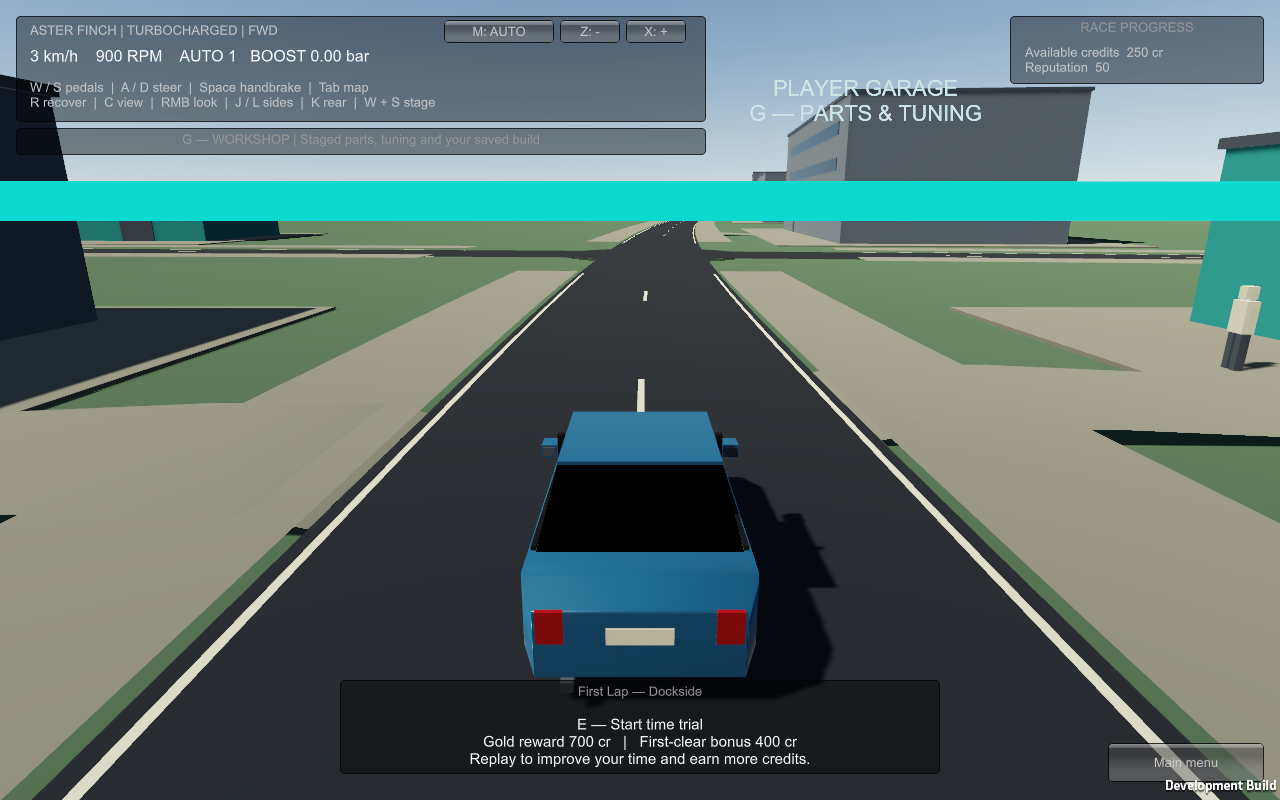 ASTER FINCH | TURBOCHARGED | FWD
M: AUTO
Z: -
X: +
3 km/h 900 RPM AUTO 1 BOOST 0.00 bar
W / S pedals | A / D steer | Space handbrake | Tab map
R recover | C view | RMB look | J / L sides | K rear | W + S stage
G — WORKSHOP | Staged parts, tuning and your saved build
RACE PROGRESS
Available credits 250 cr
Reputation 50
PLAYER GARAGE
G — PARTS & TUNING
First Lap — Dockside
E — Start time trial
Gold reward 700 cr | First-clear bonus 400 cr
Replay to improve your time and earn more credits.
Main menu
Development Build